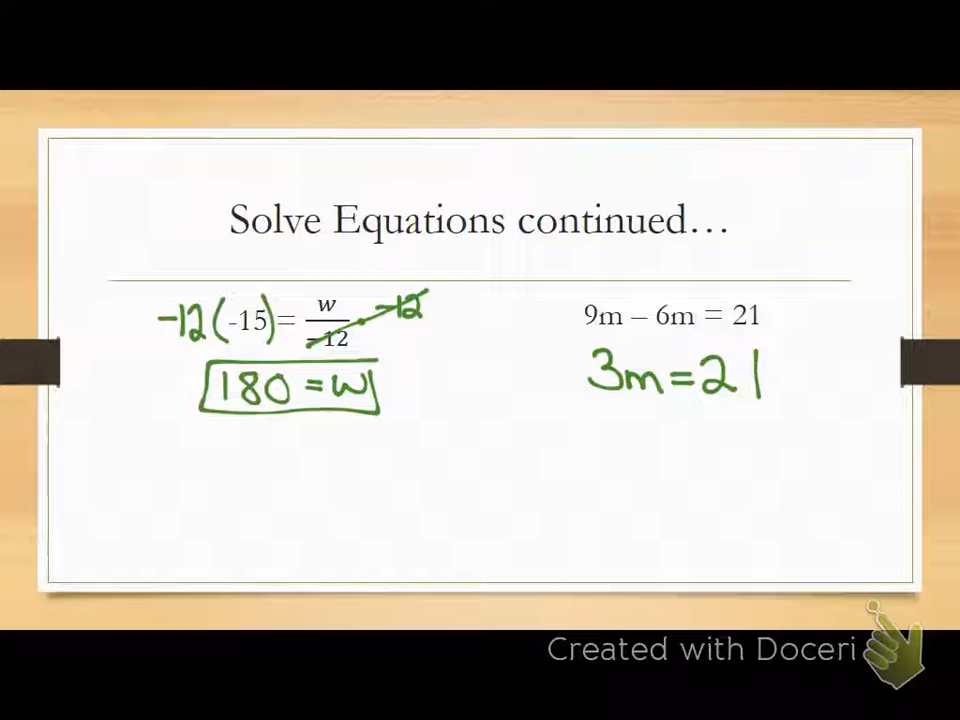 Solve Equations continued…
-12(-15) = w/-12 · -12
180 = w
9m – 6m = 21
3m = 21
Created with Doceri